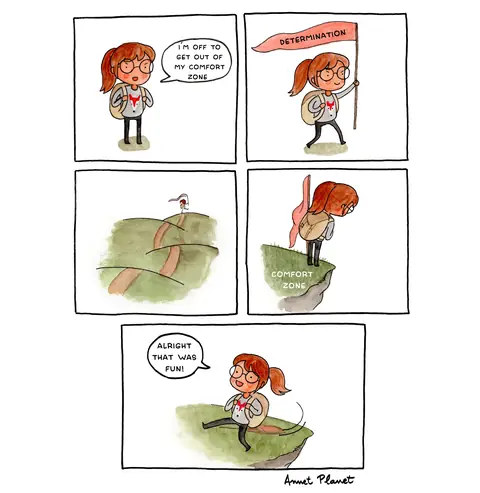 I'M OFF TO
GET OUT OF
MY COMFORT
ZONE
DETERMINATION
COMFORT
ZONE
ALRIGHT
THAT WAS
FUN!
Annet Planet